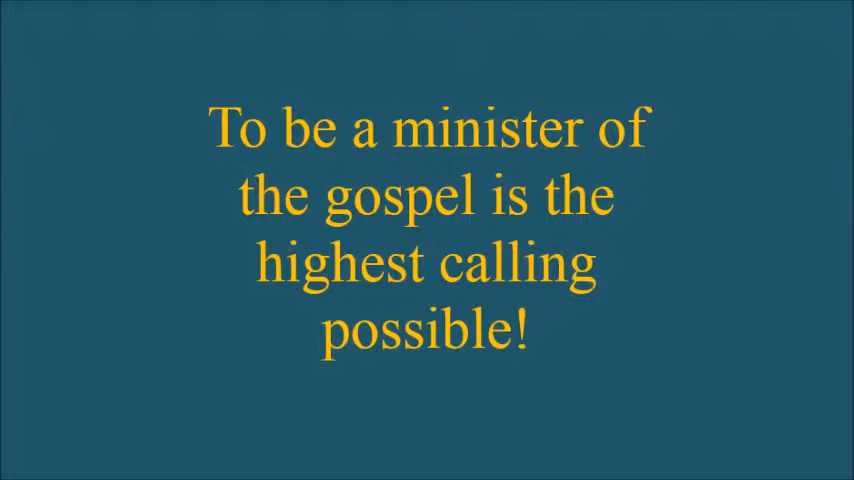 To be a minister of
the gospel is the
highest calling
possible!